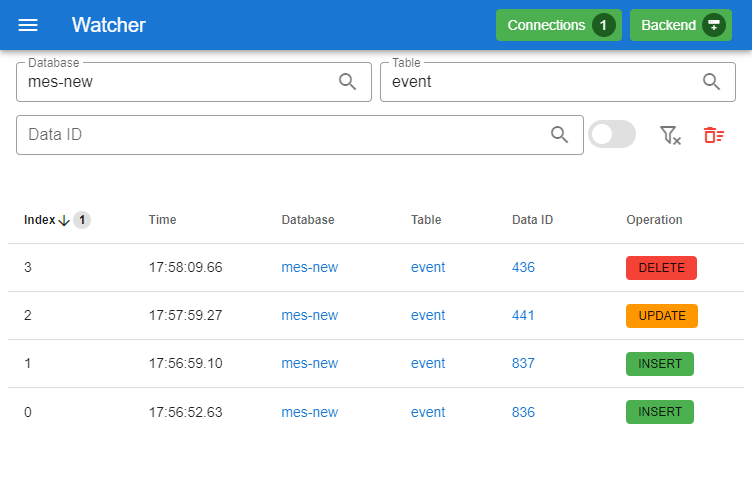 Watcher Connections 1 Backend
Database Table
mes-new event
Data ID
Index 1 Time Database Table Data ID Operation
3 17:58:09.66 mes-new event 436 DELETE
2 17:57:59.27 mes-new event 441 UPDATE
1 17:56:59.10 mes-new event 837 INSERT
0 17:56:52.63 mes-new event 836 INSERT